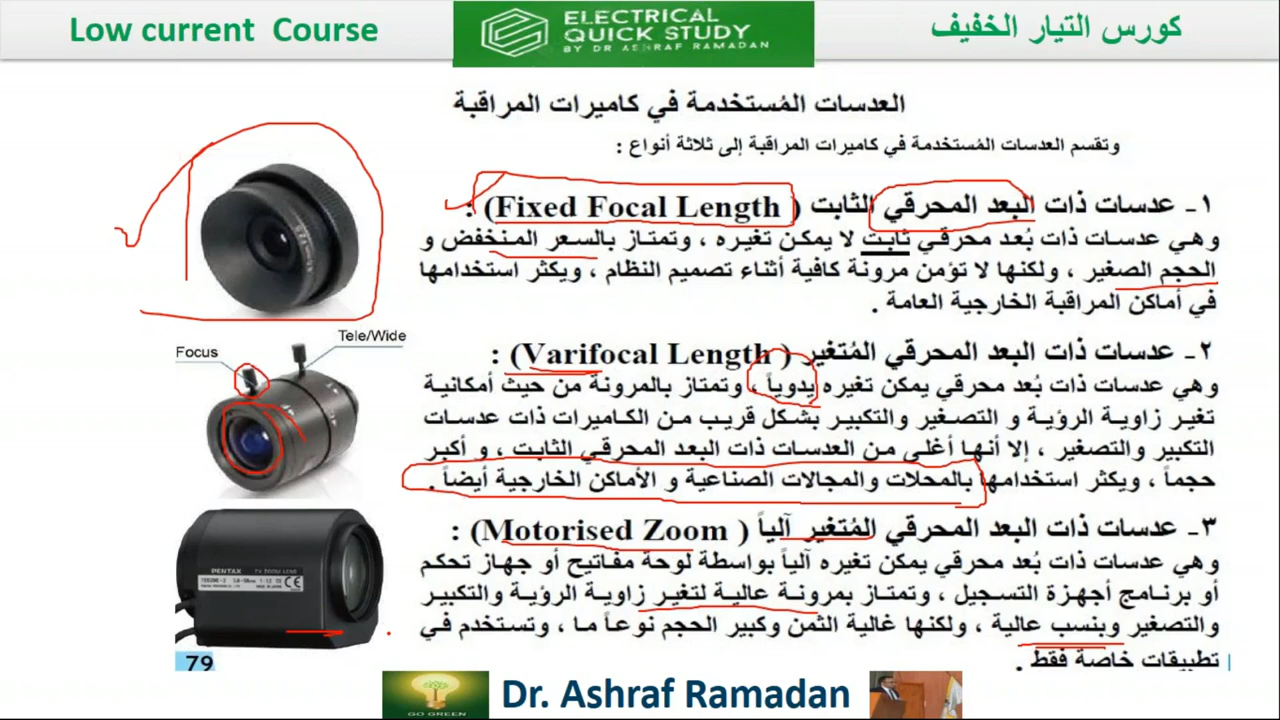 Low current Course
ELECTRICAL
QUICK STUDY
BY DR ASHRAF RAMADAN
كورس التيار الخفيف
العدسات المُستخدمة في كاميرات المراقبة
وتقسم العدسات المُستخدمة في كاميرات المراقبة إلى ثلاثة أنواع :
١- عدسات ذات البعد المحرقي الثابت ( Fixed Focal Length) :
وهي عدسات ذات بُعد محرقي ثابت لا يمكن تغيره ، وتمتاز بالسعر المنخفض و
الحجم الصغير ، ولكنها لا تؤمن مرونة كافية أثناء تصميم النظام ، ويكثر استخدامها
في أماكن المراقبة الخارجية العامة .
Tele/Wide
Focus
٢- عدسات ذات البعد المحرقي المُتغير ( Varifocal Length) :
وهي عدسات ذات بُعد محرقي يمكن تغيره يدوياً ، وتمتاز بالمرونة من حيث أمكانية
تغير زاوية الرؤية و التصغير والتكبير بشكل قريب من الكاميرات ذات عدسات
التكبير والتصغير ، إلا أنها أغلى من العدسات ذات البعد المحرقي الثابت ، و أكبر
حجماً ، ويكثر استخدامها بالمحلات والمجالات الصناعية و الأماكن الخارجية أيضاً .
٣- عدسات ذات البعد المحرقي المُتغير آلياً ( Motorised Zoom) :
وهي عدسات ذات بُعد محرقي يمكن تغيره آلياً بواسطة لوحة مفاتيح أو جهاز تحكم
أو برنامج أجهزة التسجيل ، وتمتاز بمرونة عالية لتغير زاوية الرؤية والتكبير
والتصغير وبنسب عالية ، ولكنها غالية الثمن وكبير الحجم نوعاً ما ، وتستخدم في
تطبيقات خاصة فقط .
PENTAX TV ZOOM LENS
79
GO GREEN
Dr. Ashraf Ramadan